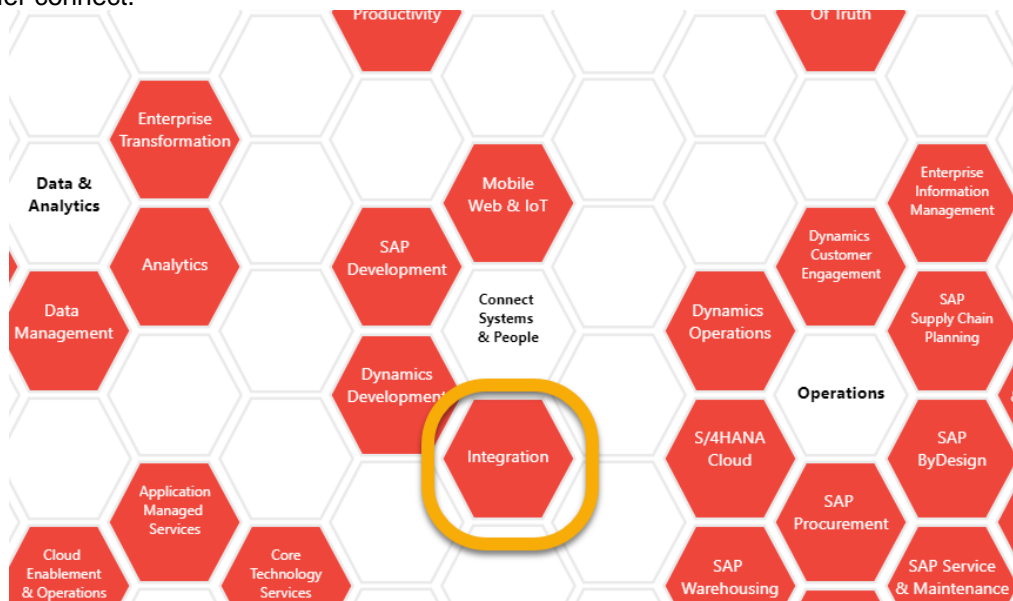 er connect.
Productivity
Of Truth
Enterprise
Transformation
Data &
Analytics
Mobile
Web & IoT
Enterprise
Information
Management
Analytics
SAP
Development
Dynamics
Customer
Engagement
Data
Management
Connect
Systems
& People
Dynamics
Operations
SAP
Supply Chain
Planning
Dynamics
Development
Operations
Integration
S/4HANA
Cloud
SAP
ByDesign
Application
Managed
Services
SAP
Procurement
Cloud
Enablement
& Operations
Core
Technology
Services
SAP
Warehousing
SAP Service
& Maintenance